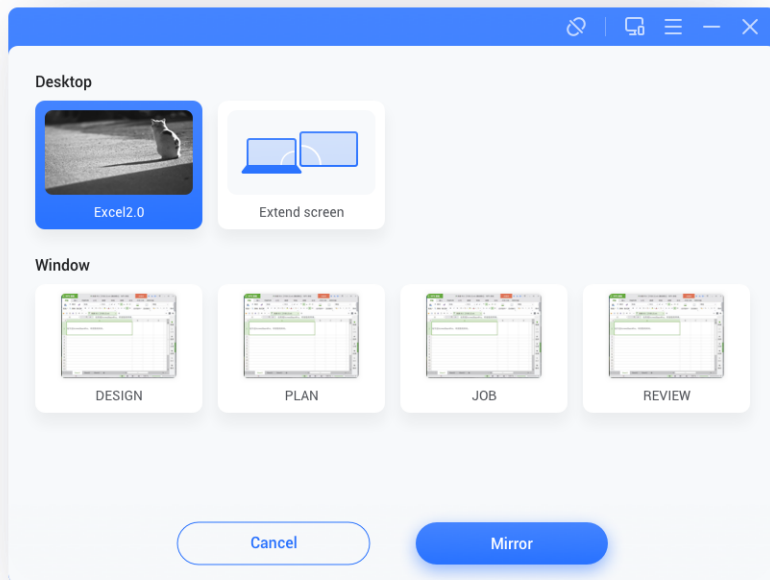 Desktop
Excel2.0
Extend screen
Window
DESIGN
PLAN
JOB
REVIEW
Cancel
Mirror